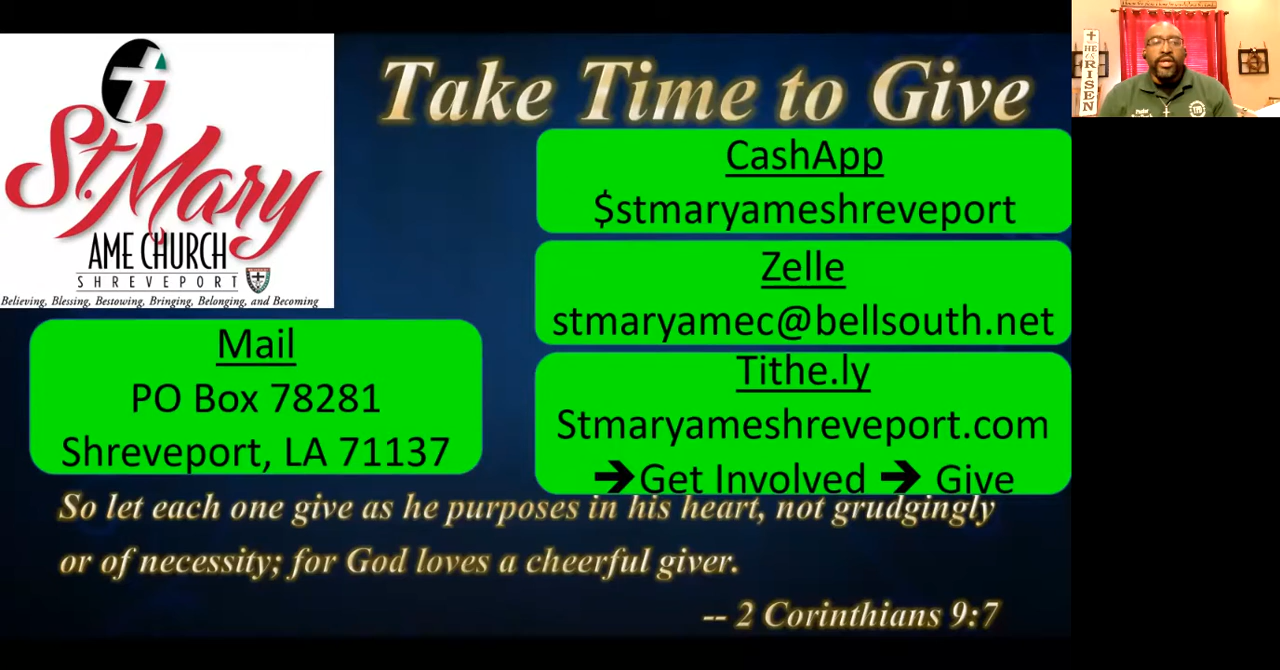 St. Mary
AME CHURCH
SHREVEPORT
Believing, Blessing, Bestowing, Bringing, Belonging, and Becoming
Take Time to Give
CashApp
$stmaryameshreveport
Zelle
stmaryamec@bellsouth.net
Tithe.ly
Stmaryameshreveport.com
➔Get Involved ➔ Give
Mail
PO Box 78281
Shreveport, LA 71137
So let each one give as he purposes in his heart, not grudgingly
or of necessity; for God loves a cheerful giver.
-- 2 Corinthians 9:7
HE
IS
RISEN